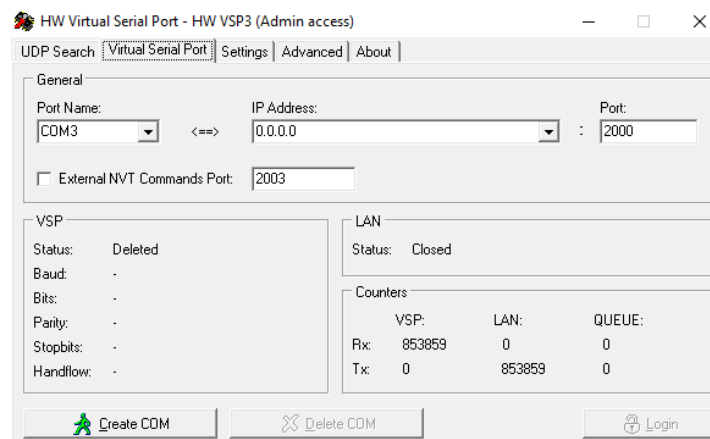 HW Virtual Serial Port - HW VSP3 (Admin access)
UDP Search Virtual Serial Port Settings Advanced About
General
Port Name: IP Address: Port:
COM3 <==> 0.0.0.0 : 2000
External NVT Commands Port: 2003
VSP
Status: Deleted
Baud: -
Bits: -
Parity: -
Stopbits: -
Handflow: -
LAN
Status: Closed
Counters
VSP: LAN: QUEUE:
Rx: 853859 0 0
Tx: 0 853859 0
Create COM Delete COM Login